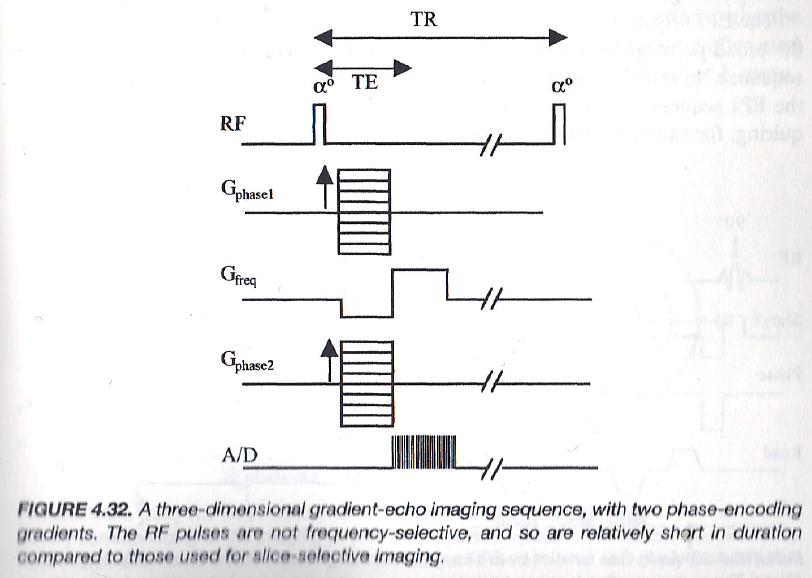 TR
TE
α° α°
RF
Gphase1
Gfreq
Gphase2
A/D
FIGURE 4.32. A three-dimensional gradient-echo imaging sequence, with two phase-encoding
gradients. The RF pulses are not frequency-selective, and so are relatively short in duration
compared to those used for slice-selective imaging.